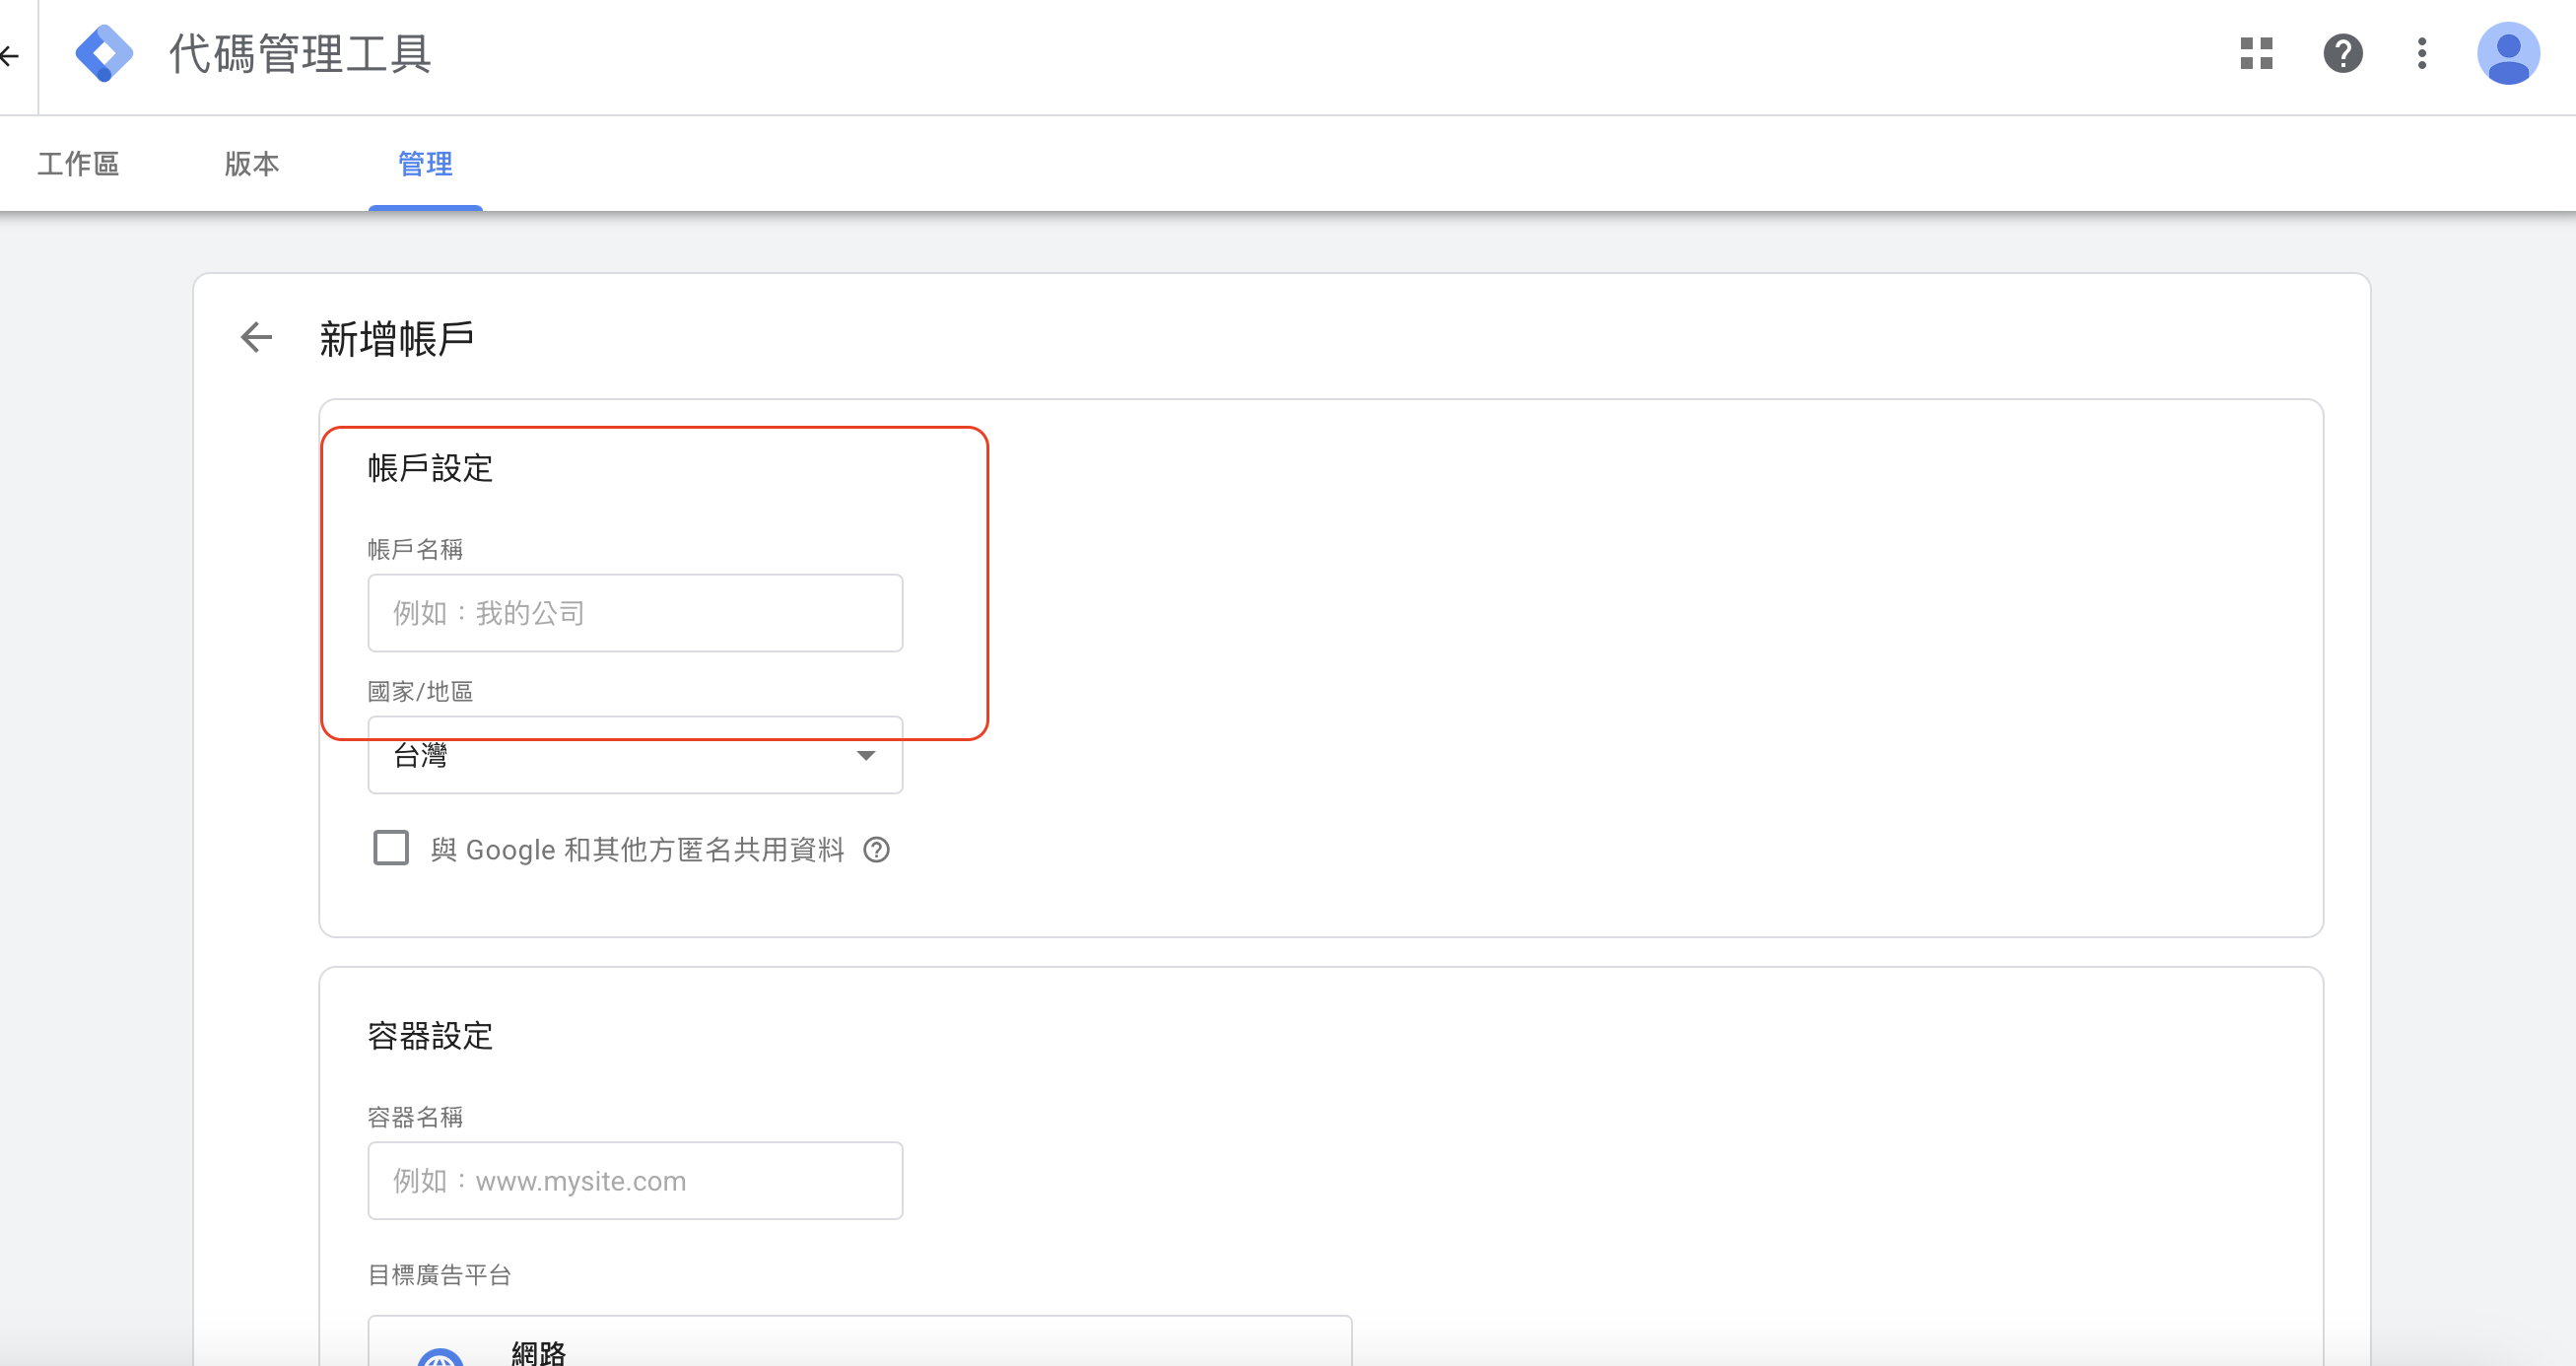 代碼管理工具
工作區 版本 管理
新增帳戶
帳戶設定
帳戶名稱
例如：我的公司
國家/地區
台灣
與 Google 和其他方匿名共用資料
容器設定
容器名稱
例如：www.mysite.com
目標廣告平台
網路